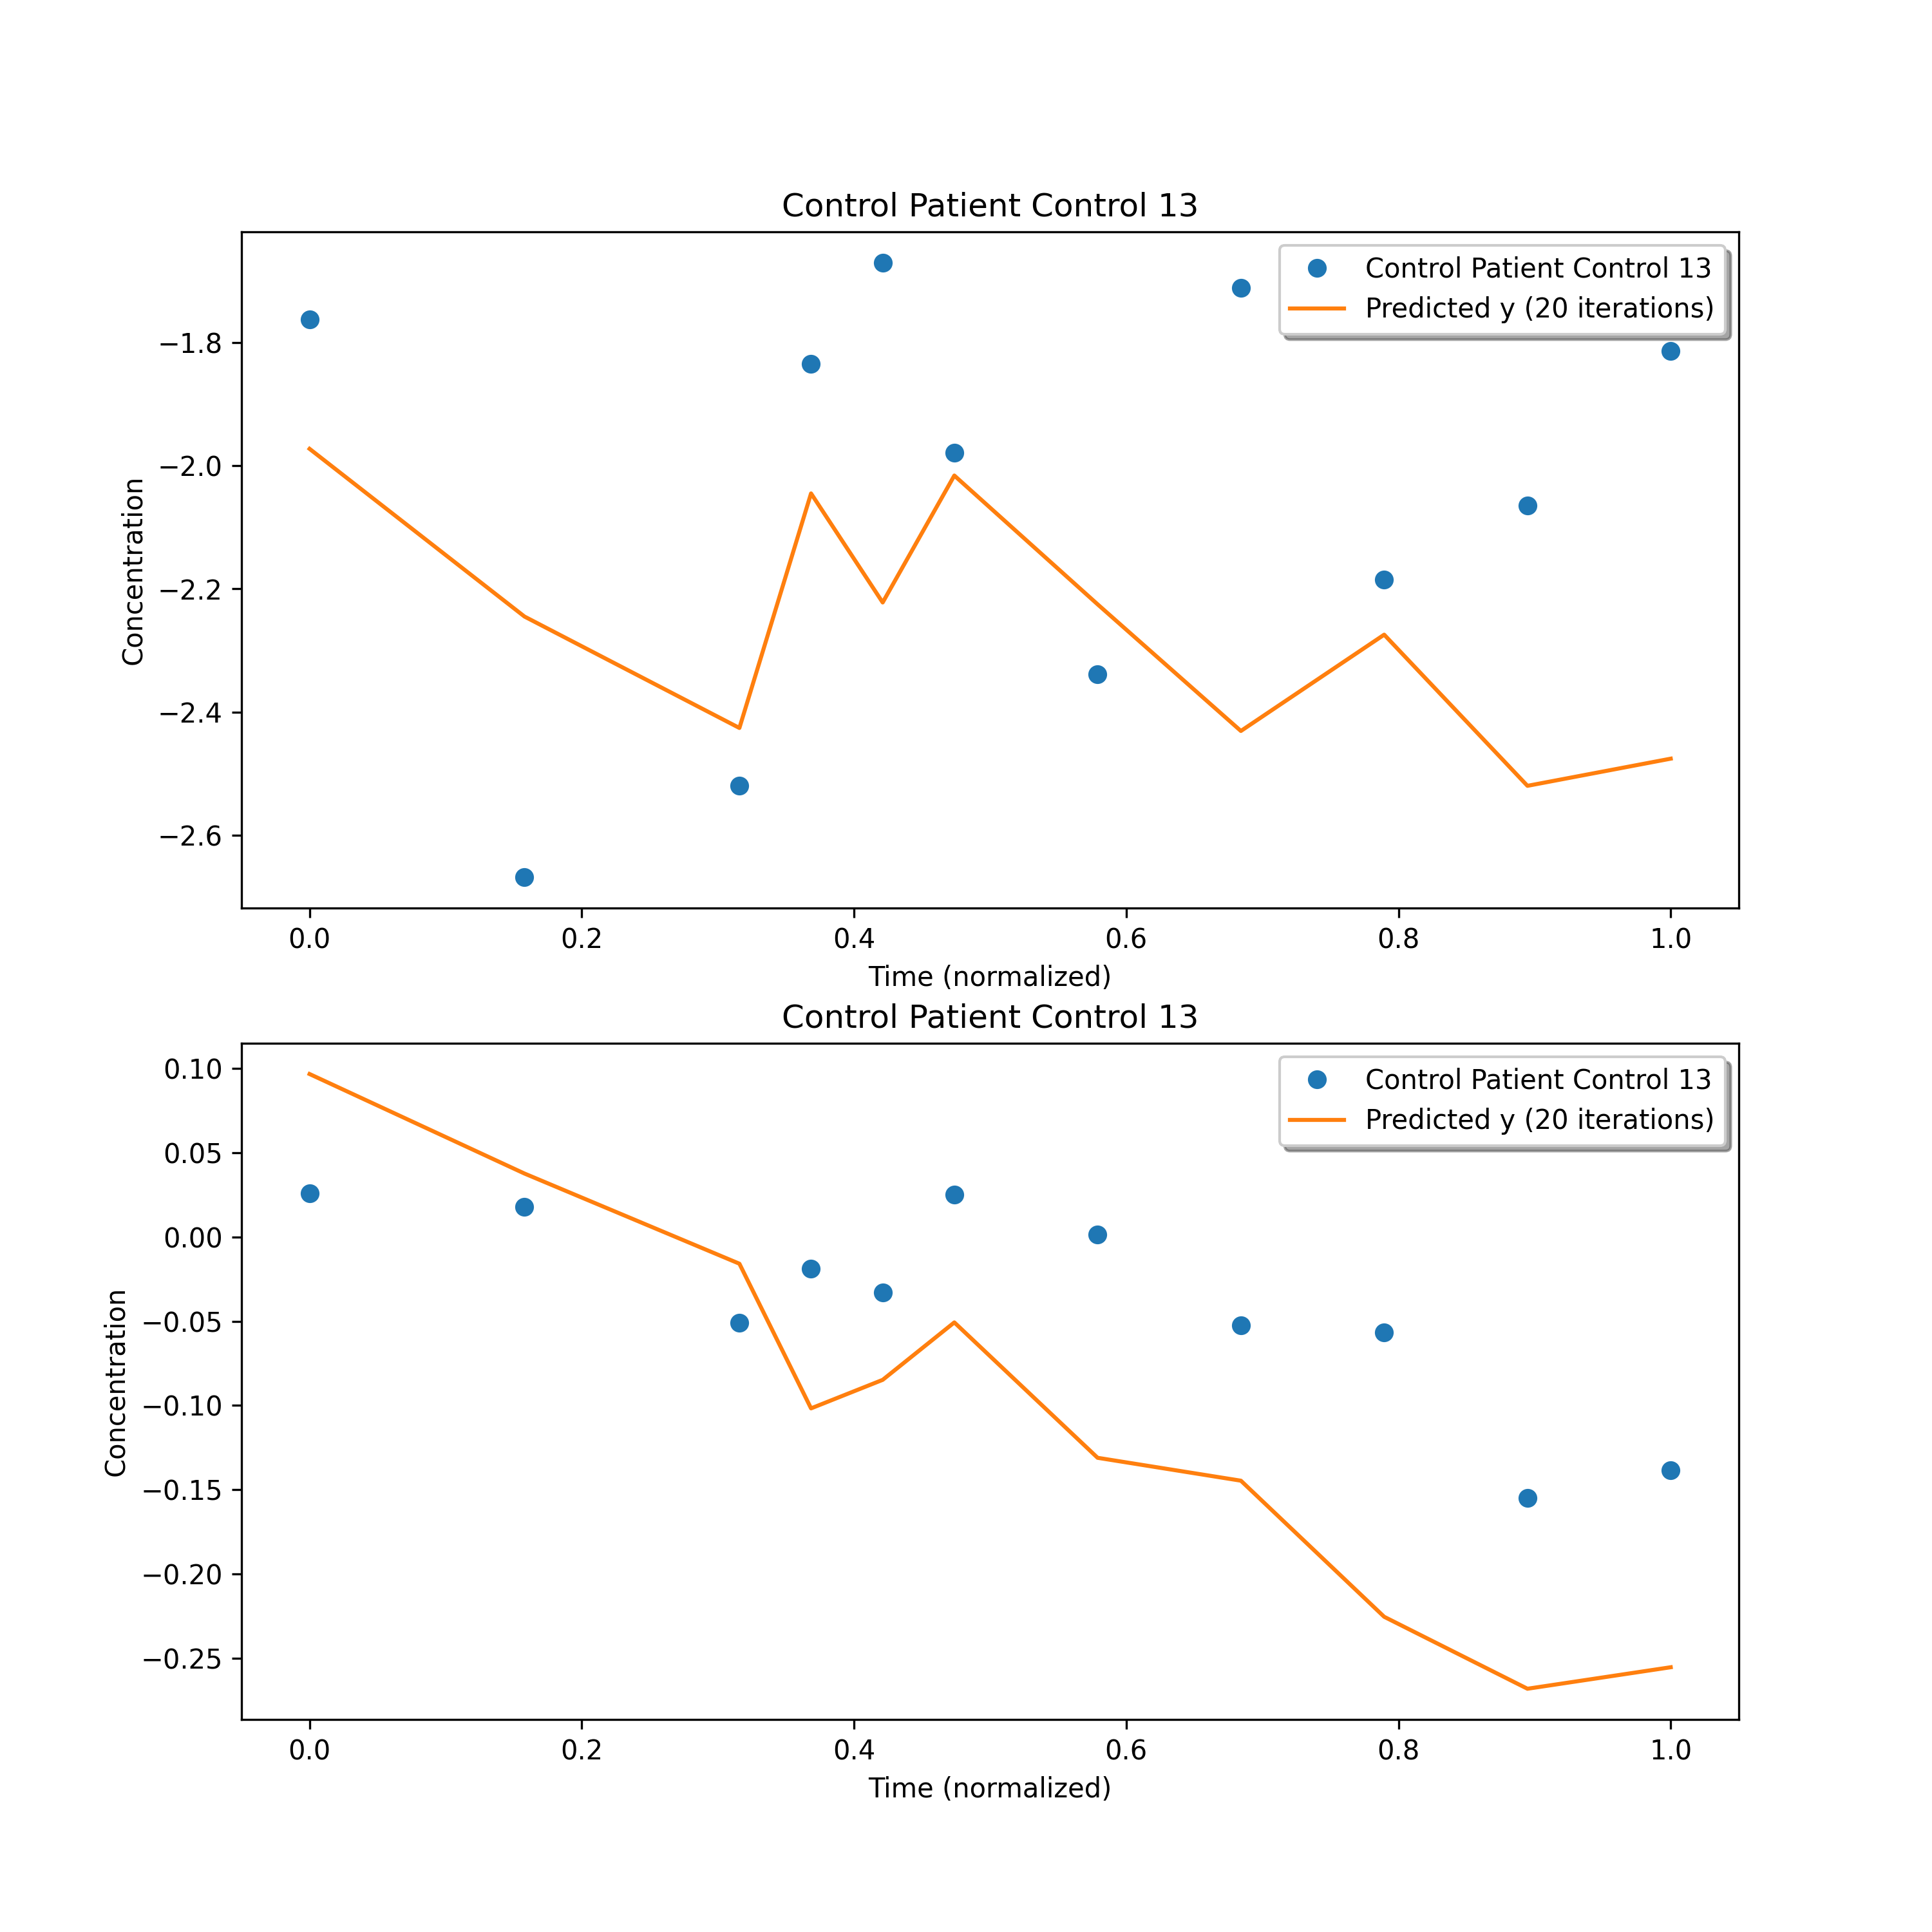 Control Patient Control 13
Control Patient Control 13
Predicted y (20 iterations)
−1.8
−2.0
−2.2
−2.4
−2.6
Concentration
0.0 0.2 0.4 0.6 0.8 1.0
Time (normalized)
Control Patient Control 13
Control Patient Control 13
Predicted y (20 iterations)
0.10
0.05
0.00
−0.05
−0.10
−0.15
−0.20
−0.25
Concentration
0.0 0.2 0.4 0.6 0.8 1.0
Time (normalized)